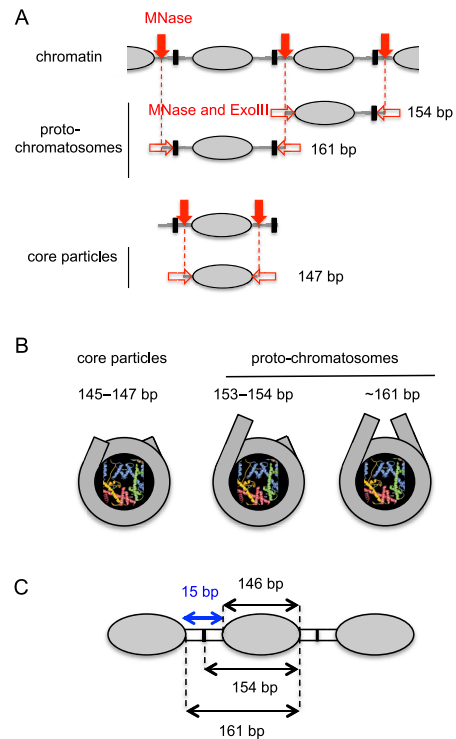 A
MNase
chromatin
MNase and ExoIII
154 bp
proto-
chromatosomes
161 bp
core particles
147 bp
B
core particles
proto-chromatosomes
145–147 bp
153–154 bp
~161 bp
C
15 bp
146 bp
154 bp
161 bp